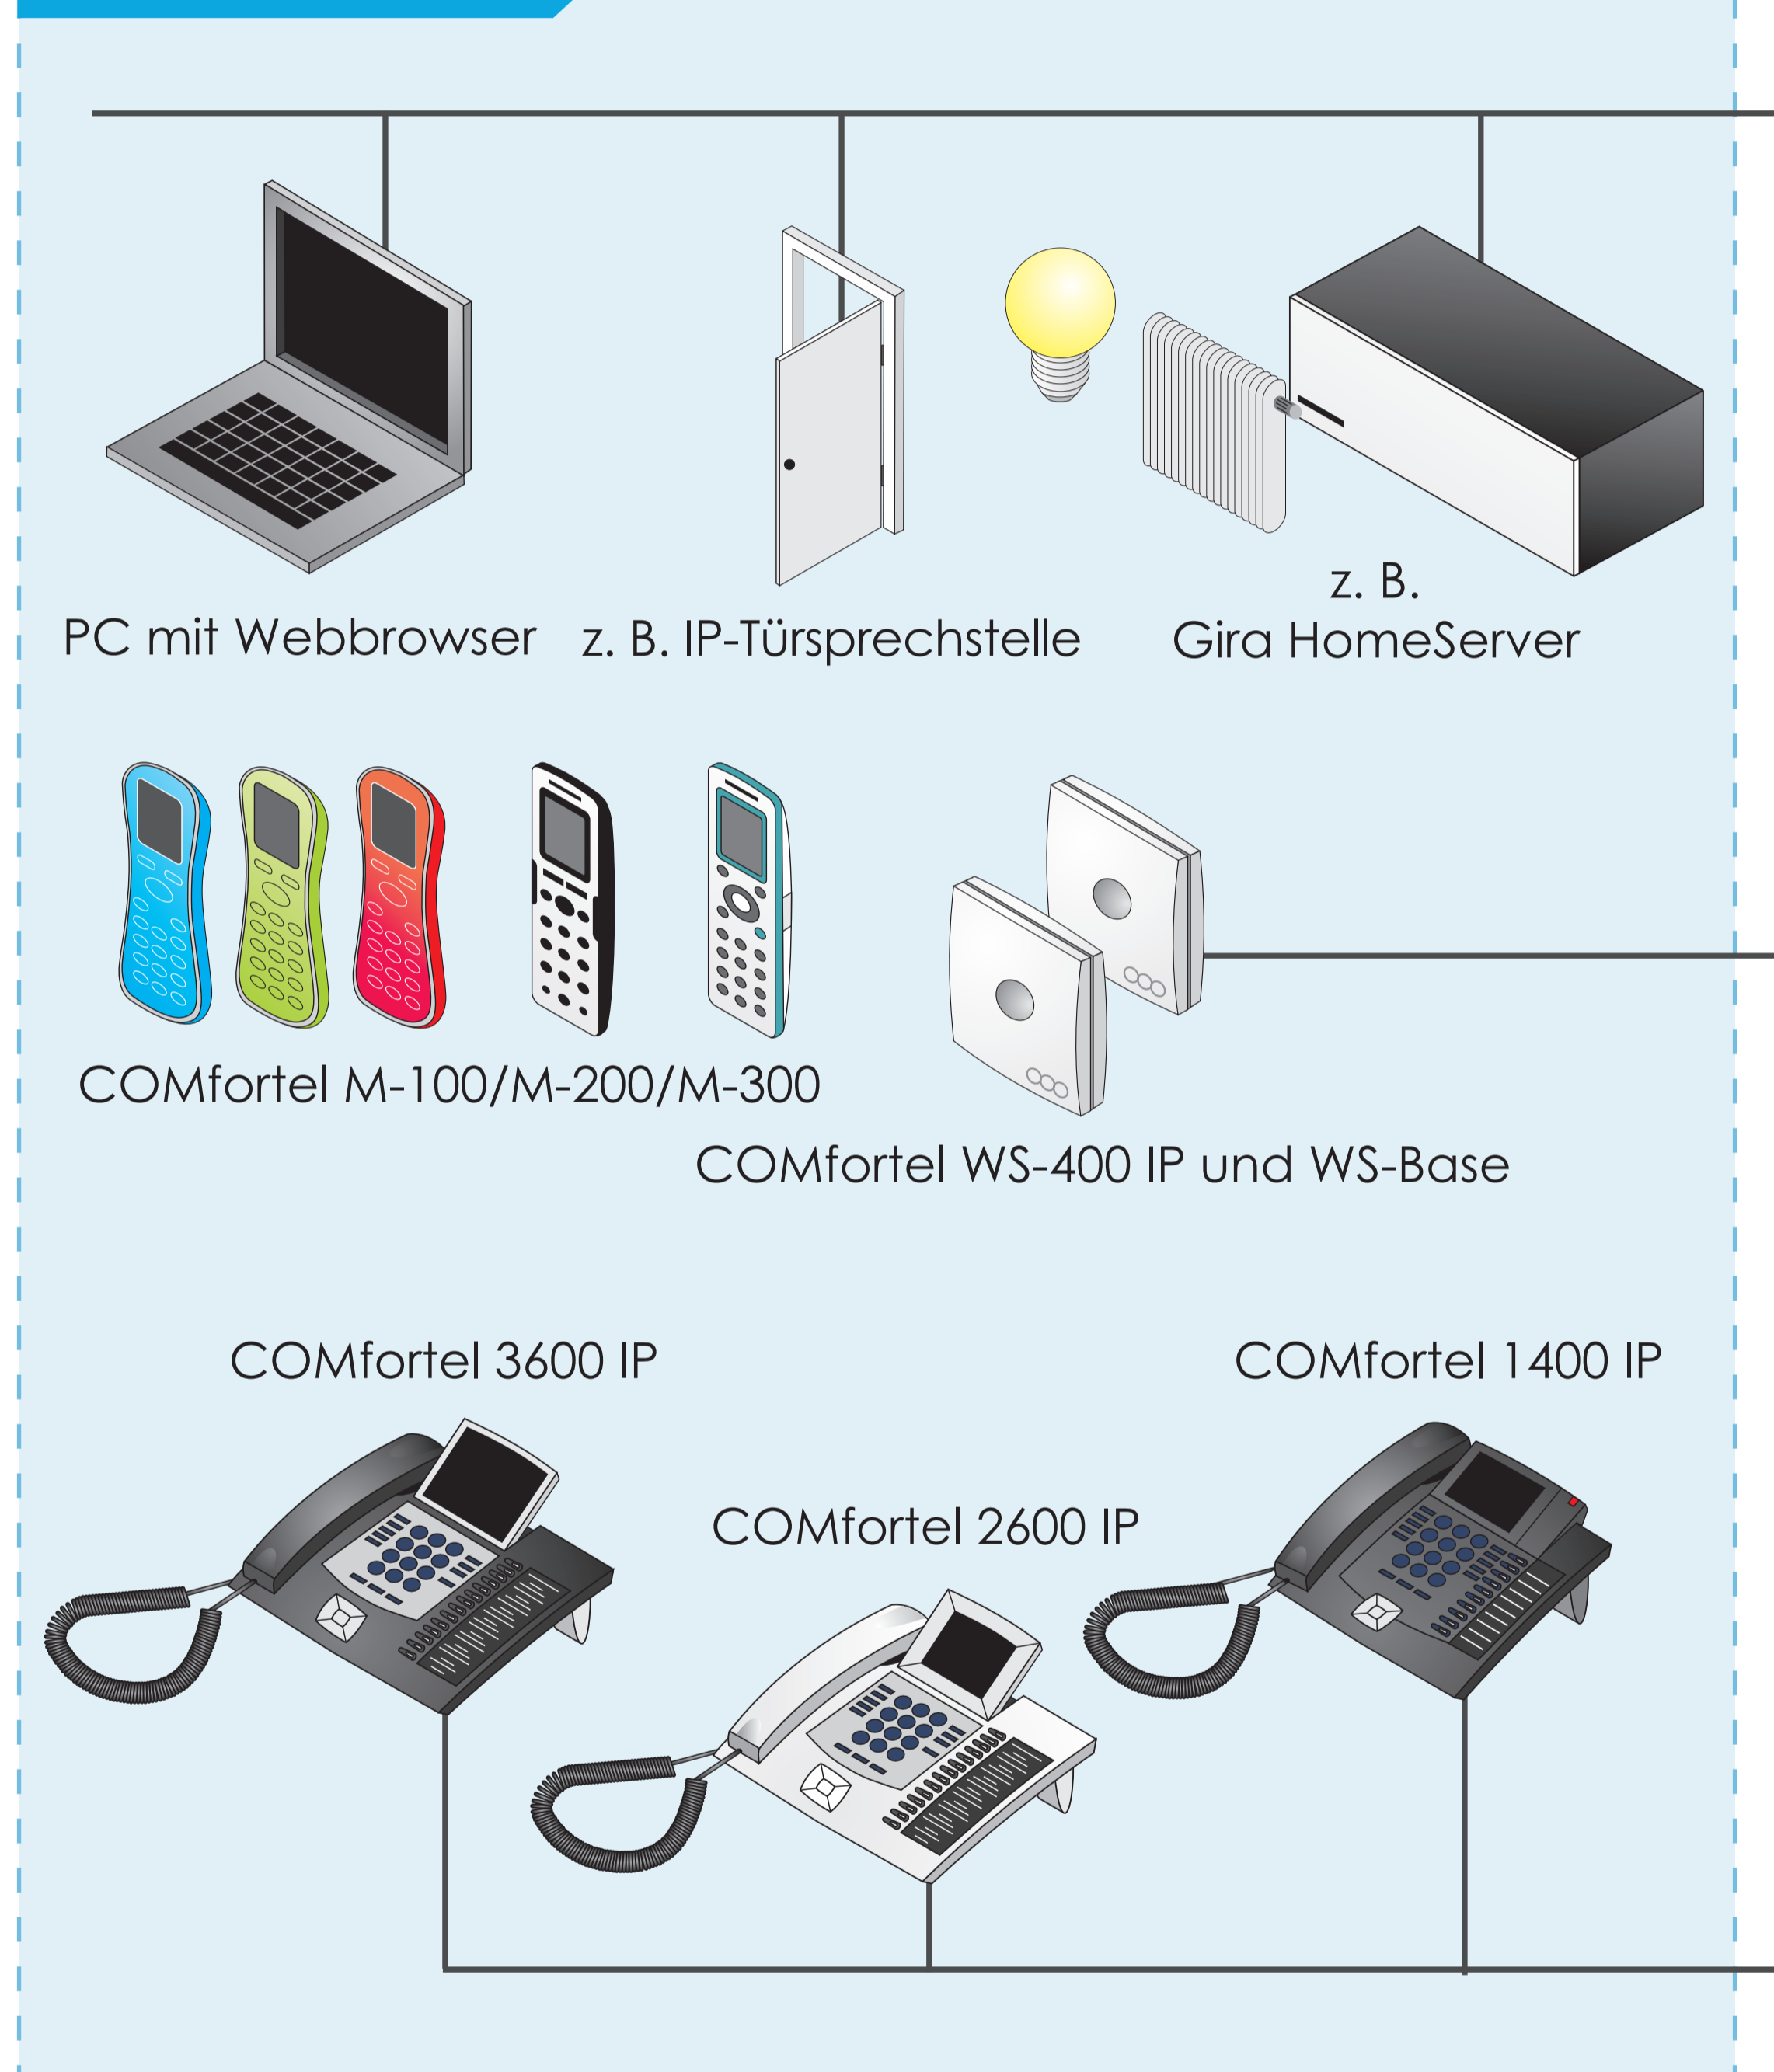 PC mit Webbrowser
z. B. IP-Türsprechstelle
z. B.
Gira HomeServer
COMfortel M-100/M-200/M-300
COMfortel WS-400 IP und WS-Base
COMfortel 3600 IP
COMfortel 1400 IP
COMfortel 2600 IP